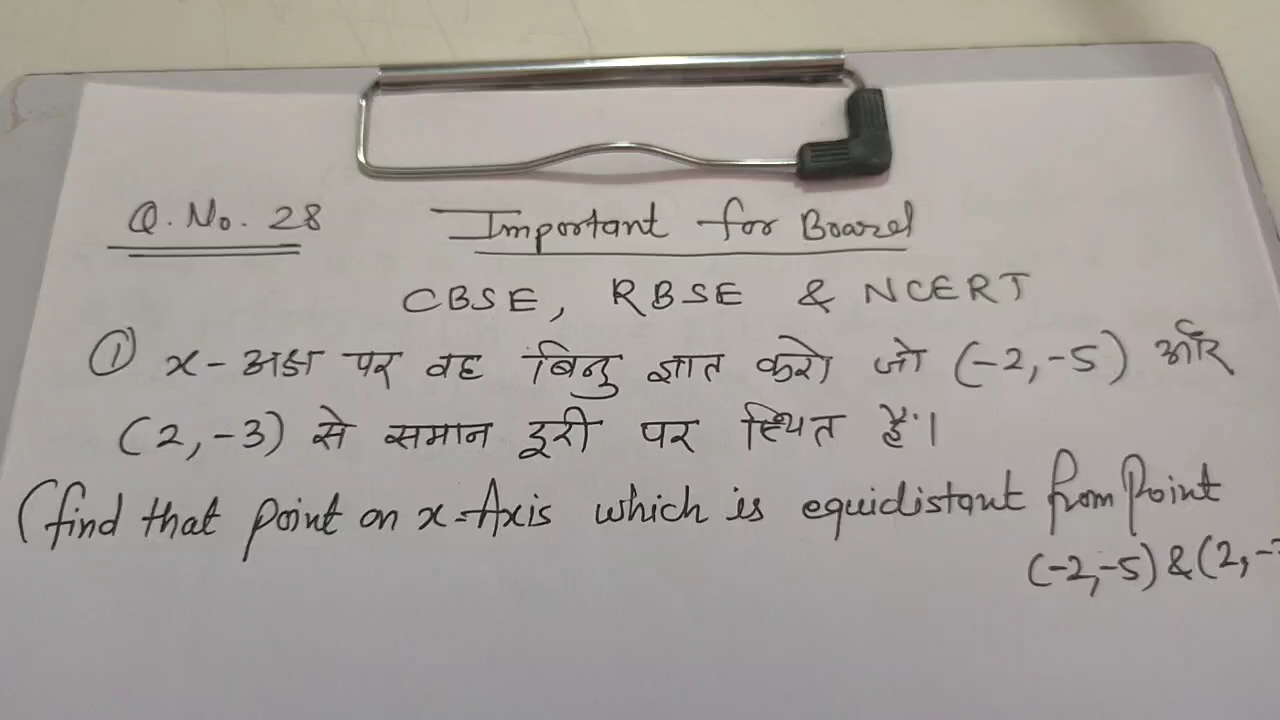 Q. No. 28
Important for Board
CBSE, RBSE & NCERT
① x-अक्ष पर वह बिन्दु ज्ञात करो जो (-2,-5) और
(2,-3) से समान दूरी पर स्थित हैं।
(find that point on x-Axis which is equidistant from Point
(-2,-5) & (2,-